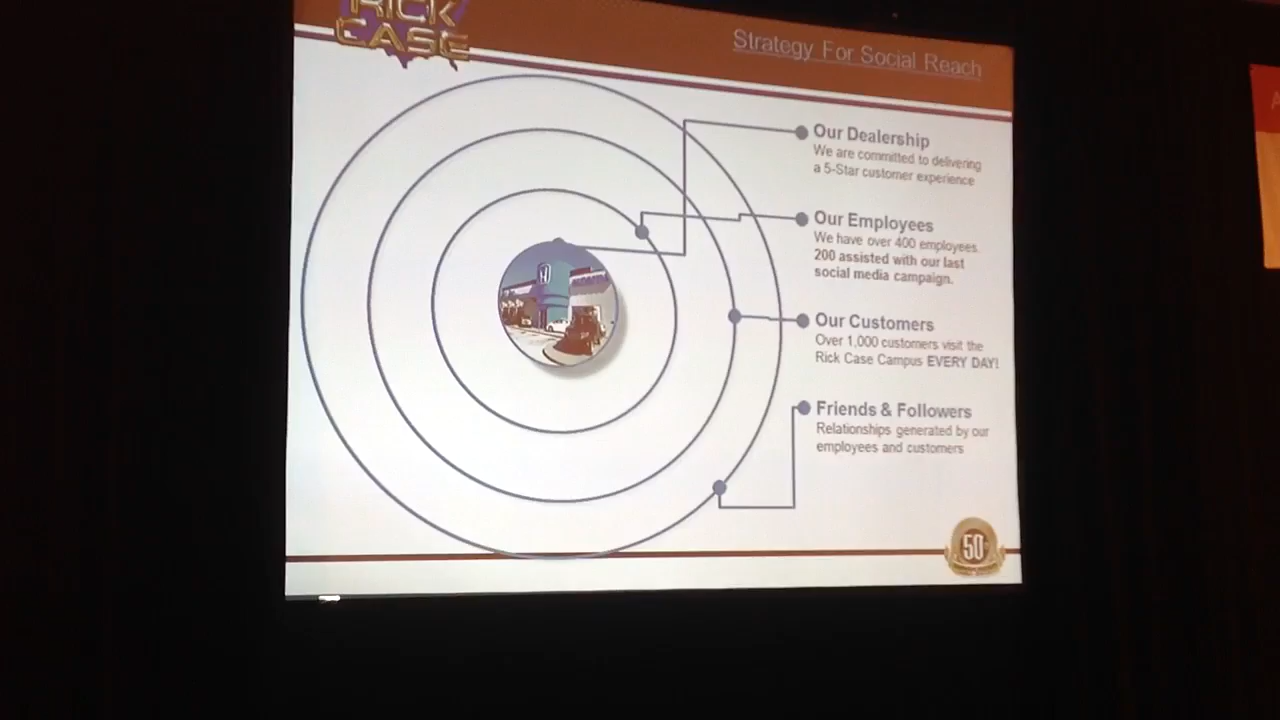 RICK
CASE
Strategy For Social Reach
Our Dealership
We are committed to delivering
a 5-Star customer experience
Our Employees
We have over 400 employees.
200 assisted with our last
social media campaign.
Our Customers
Over 1,000 customers visit the
Rick Case Campus EVERY DAY!
Friends & Followers
Relationships generated by our
employees and customers
50